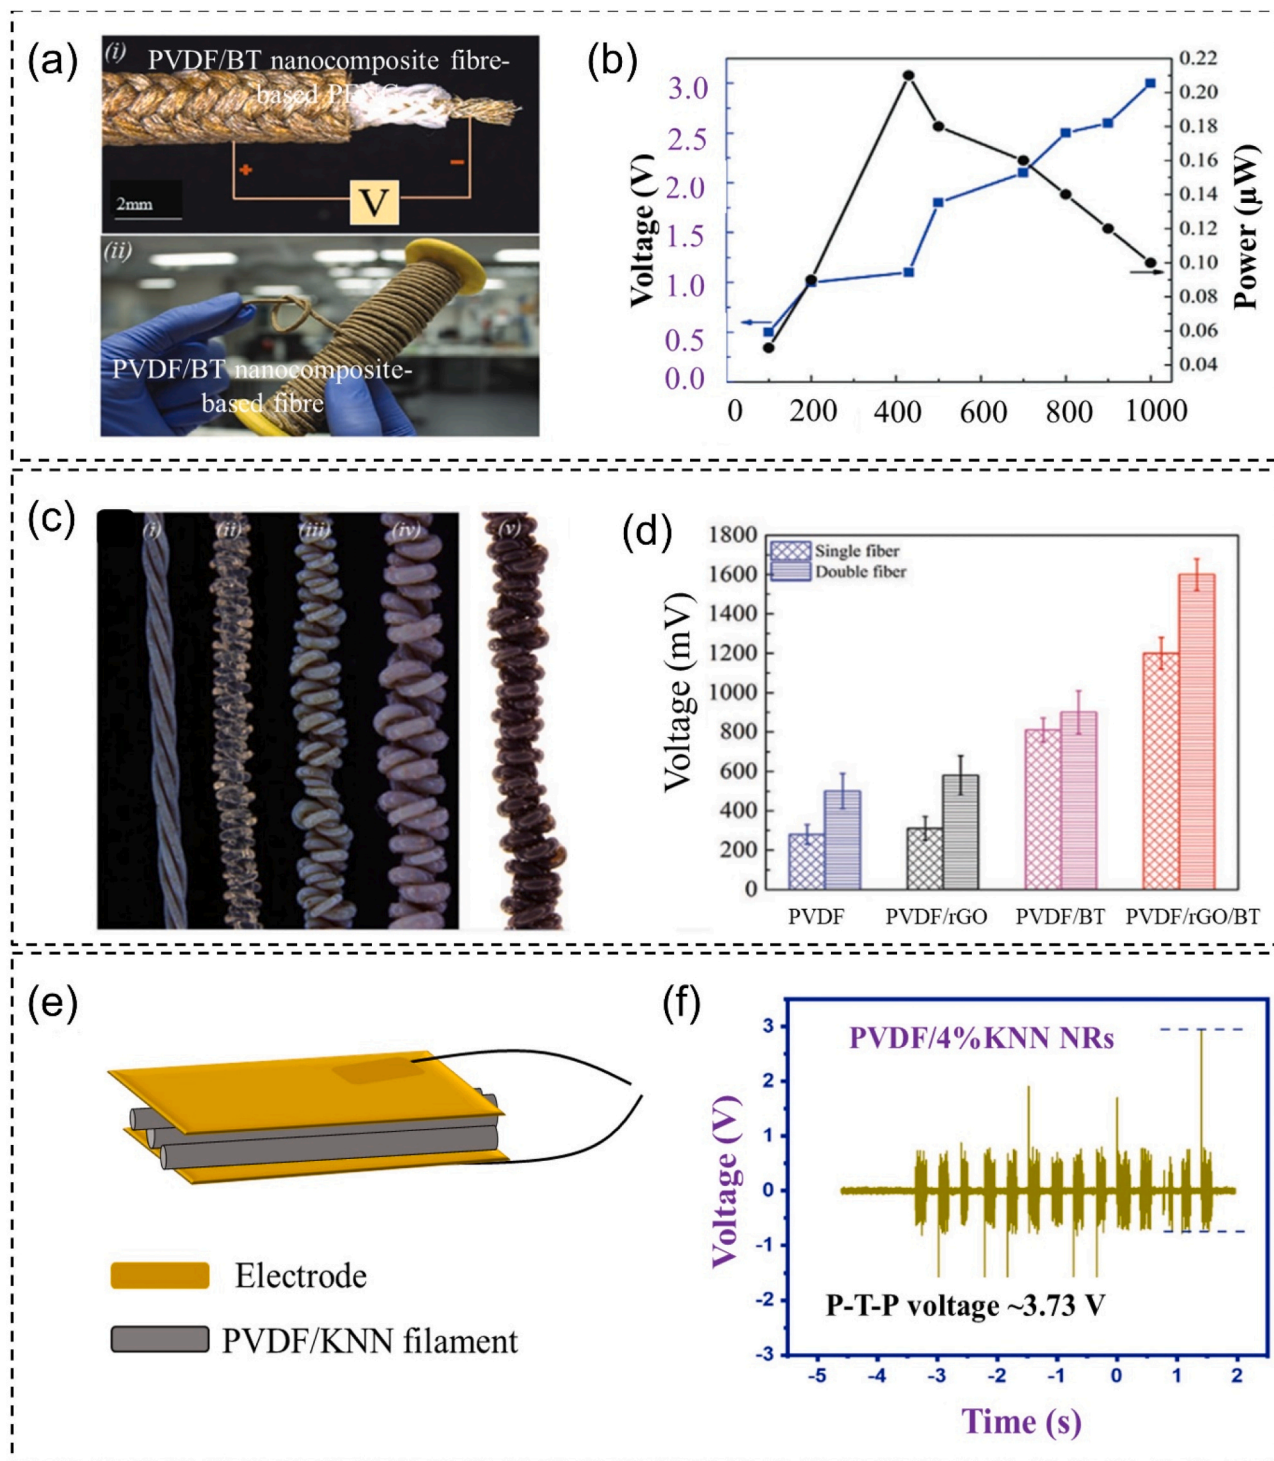 (a)
(i)
PVDF/BT nanocomposite fibre-
based PENG
+
−
V
2mm
(ii)
PVDF/BT nanocomposite-
based fibre
(b)
Voltage (V)
3.0
2.5
2.0
1.5
1.0
0.5
0.0
0 200 400 600 800 1000
0.22
0.20
0.18
0.16
0.14
0.12
0.10
0.08
0.06
0.04
Power (μW)
(c)
(i) (ii) (iii) (iv) (v)
(d)
Voltage (mV)
1800
1600
1400
1200
1000
800
600
400
200
0
Single fiber
Double fiber
PVDF PVDF/rGO PVDF/BT PVDF/rGO/BT
(e)
Electrode
PVDF/KNN filament
(f)
Voltage (V)
3
2
1
0
-1
-2
-3
PVDF/4%KNN NRs
P-T-P voltage ~3.73 V
-5 -4 -3 -2 -1 0 1 2
Time (s)